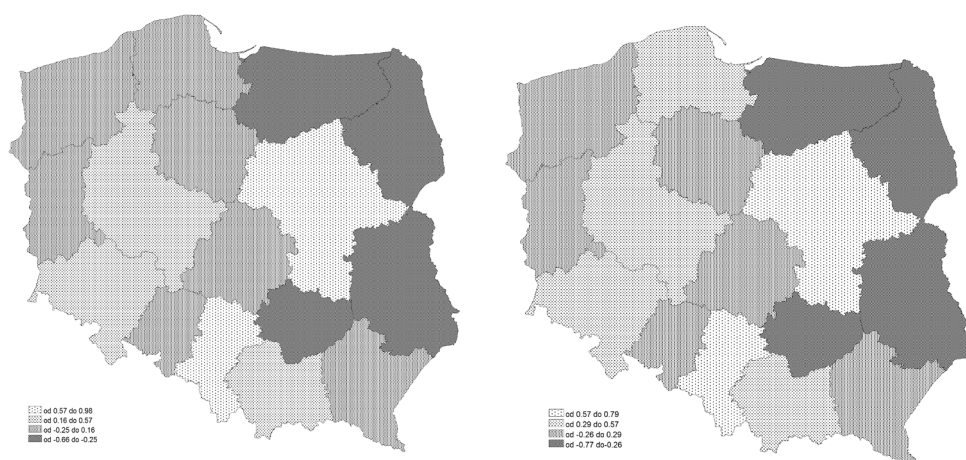 od 0.57 do 0.98
od 0.16 do 0.57
od -0.25 do 0.16
od -0.66 do -0.25
od 0.57 do 0.79
od 0.29 do 0.57
od -0.26 do 0.29
od -0.77 do-0.26